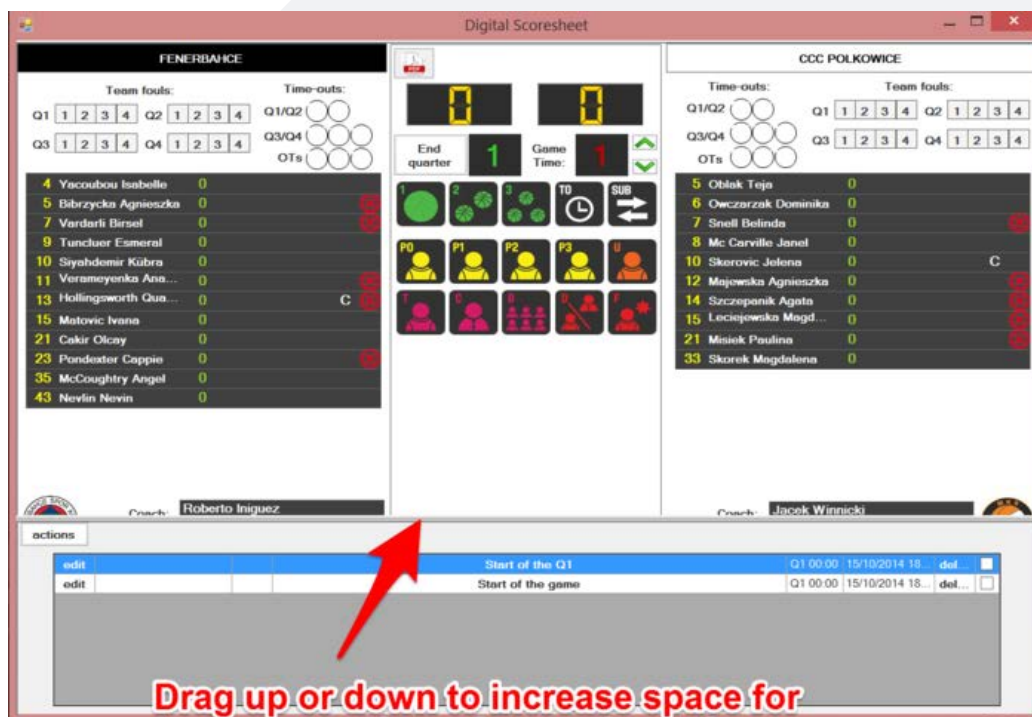 Digital Scoresheet
FENERBAHCE
Team fouls:
Time-outs:
Q1 1 2 3 4 Q2 1 2 3 4 Q1/Q2
Q3 1 2 3 4 Q4 1 2 3 4 Q3/Q4
OTs
4 Yacoubou Isabelle 0
5 Bibrzycka Agnieszka 0
7 Vardarli Birsel 0
9 Tuncluer Esmeral 0
10 Siyahdemir Kübra 0
11 Verameyenka Ana... 0
13 Hollingsworth Qua... 0 C
15 Matovic Ivana 0
21 Cakir Olcay 0
23 Pondexter Cappie 0
35 McCoughtry Angel 0
43 Nevlin Nevin 0
Coach: Roberto Iniguez
PDF
0 0
End quarter 1 Game Time: 1
1 2 3 TO SUB
P0 P1 P2 P3 U
T C B D F
CCC POLKOWICE
Time-outs:
Team fouls:
Q1/Q2 Q1 1 2 3 4 Q2 1 2 3 4
Q3/Q4 Q3 1 2 3 4 Q4 1 2 3 4
OTs
5 Oblak Teja 0
6 Owczarzak Dominika 0
7 Snell Belinda 0
8 Mc Carville Janel 0
10 Skerovic Jelena 0 C
12 Majewska Agnieszka 0
14 Szczepanik Agata 0
15 Leciejewska Magd... 0
21 Misiek Paulina 0
33 Skorek Magdalena 0
Coach: Jacek Winnicki
actions
edit Start of the Q1 Q1 00:00 15/10/2014 18... del...
edit Start of the game Q1 00:00 15/10/2014 18... del...
Drag up or down to increase space for